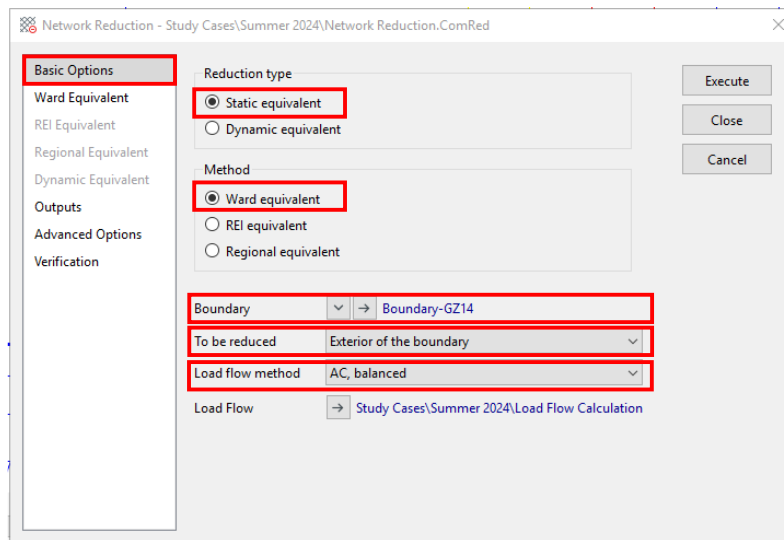 Network Reduction - Study Cases\Summer 2024\Network Reduction.ComRed
Basic Options
Ward Equivalent
REI Equivalent
Regional Equivalent
Dynamic Equivalent
Outputs
Advanced Options
Verification
Reduction type
Static equivalent
Dynamic equivalent
Method
Ward equivalent
REI equivalent
Regional equivalent
Boundary Boundary-GZ14
To be reduced Exterior of the boundary
Load flow method AC, balanced
Load Flow Study Cases\Summer 2024\Load Flow Calculation
Execute
Close
Cancel